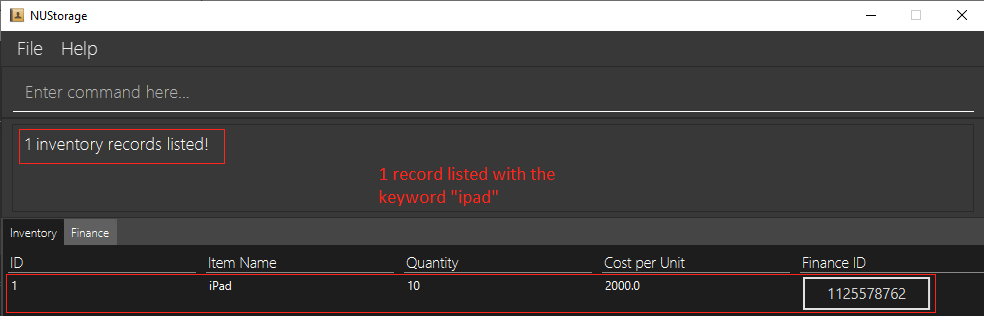 NUStorage
File Help
Enter command here...
1 inventory records listed!
1 record listed with the
keyword "ipad"
Inventory Finance
ID Item Name Quantity Cost per Unit Finance ID
1 iPad 10 2000.0 1125578762